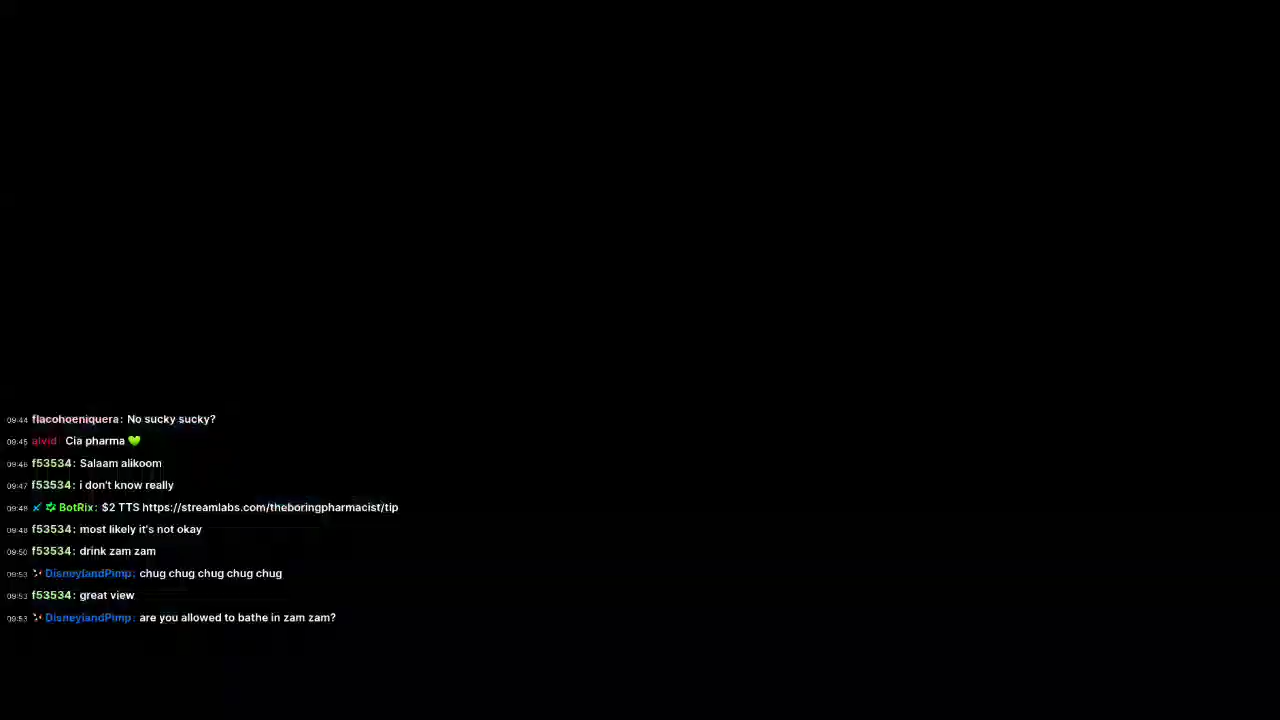 09:44 flacohoeniquera: No sucky sucky?
09:45 alvid: Cia pharma 💚
09:46 f53534: Salaam alikoom
09:47 f53534: i don't know really
09:48 BotRix: $2 TTS https://streamlabs.com/theboringpharmacist/tip
09:48 f53534: most likely it's not okay
09:50 f53534: drink zam zam
09:53 DisneylandPimp: chug chug chug chug chug
09:53 f53534: great view
09:53 DisneylandPimp: are you allowed to bathe in zam zam?